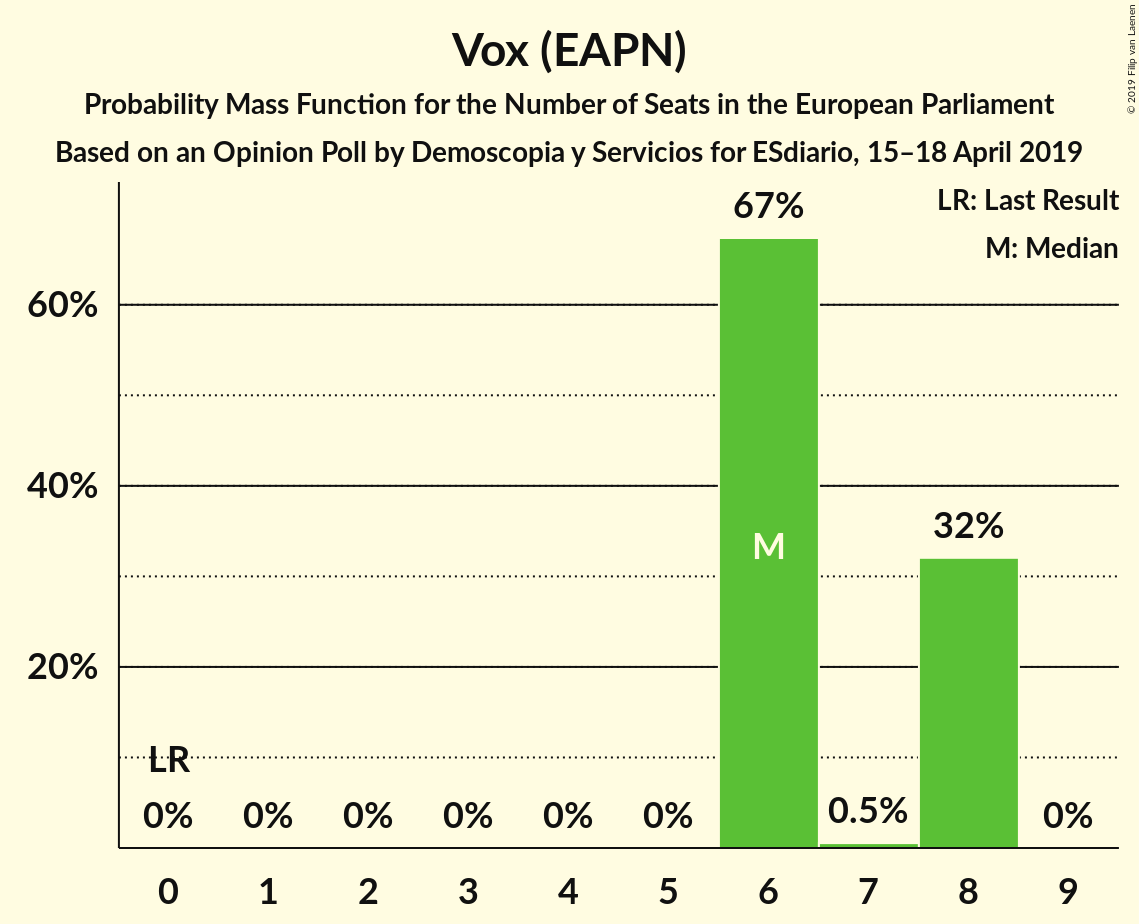 Vox (EAPN)
Probability Mass Function for the Number of Seats in the European Parliament
Based on an Opinion Poll by Demoscopia y Servicios for ESdiario, 15–18 April 2019
© 2019 Filip van Laenen
LR: Last Result
M: Median
67%
60%
40%
32%
M
20%
LR
0% 0% 0% 0% 0% 0% 0.5% 0%
0 1 2 3 4 5 6 7 8 9